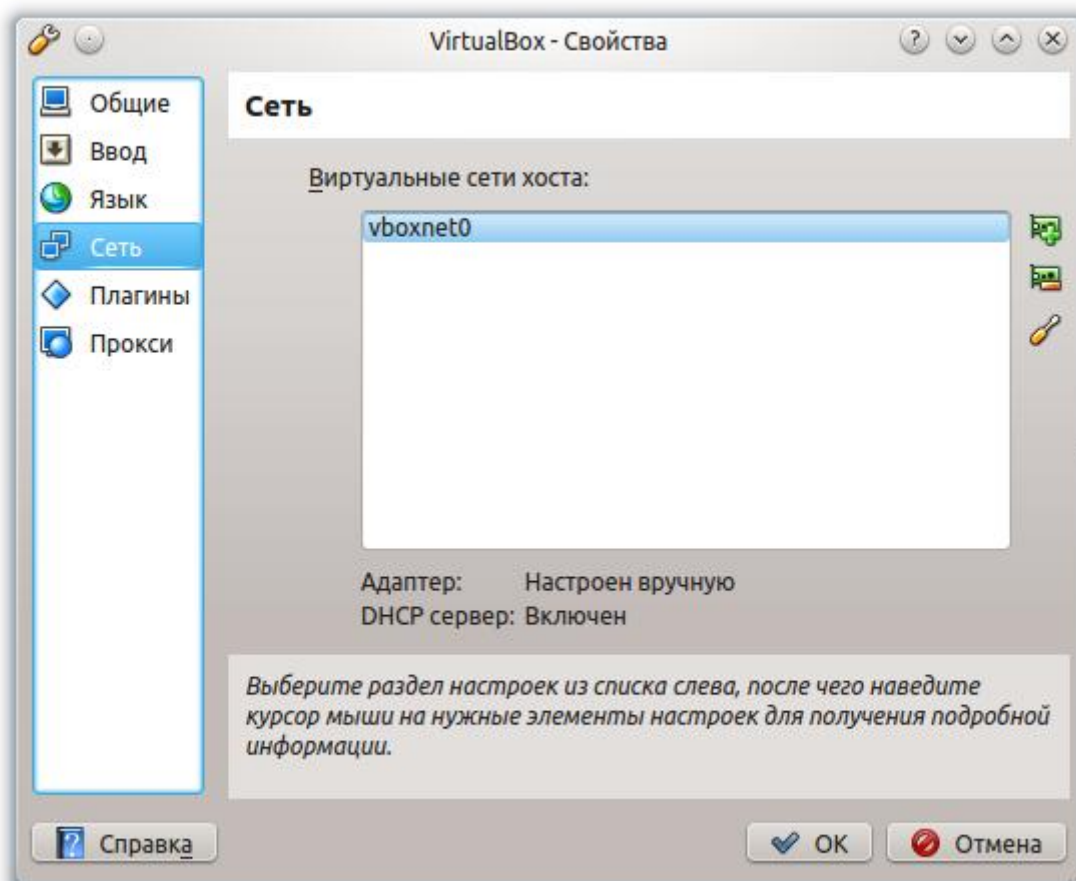 VirtualBox - Свойства
Общие
Ввод
Язык
Сеть
Плагины
Прокси
Сеть
Виртуальные сети хоста:
vboxnet0
Адаптер: Настроен вручную
DHCP сервер: Включен
Выберите раздел настроек из списка слева, после чего наведите
курсор мыши на нужные элементы настроек для получения подробной
информации.
Справка
OK
Отмена